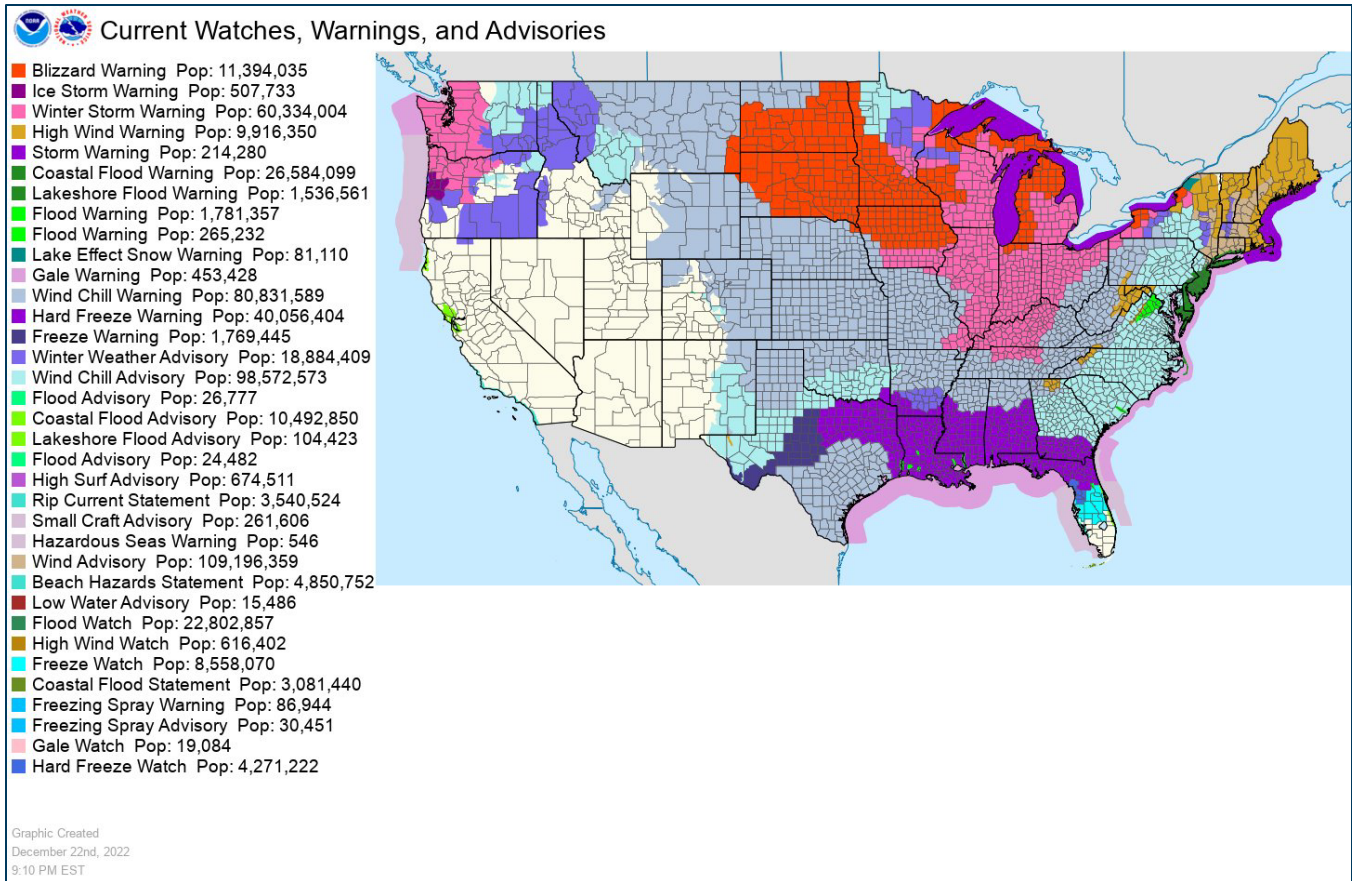 Current Watches, Warnings, and Advisories
Blizzard Warning Pop: 11,394,035
Ice Storm Warning Pop: 507,733
Winter Storm Warning Pop: 60,334,004
High Wind Warning Pop: 9,916,350
Storm Warning Pop: 214,280
Coastal Flood Warning Pop: 26,584,099
Lakeshore Flood Warning Pop: 1,536,561
Flood Warning Pop: 1,781,357
Flood Warning Pop: 265,232
Lake Effect Snow Warning Pop: 81,110
Gale Warning Pop: 453,428
Wind Chill Warning Pop: 80,831,589
Hard Freeze Warning Pop: 40,056,404
Freeze Warning Pop: 1,769,445
Winter Weather Advisory Pop: 18,884,409
Wind Chill Advisory Pop: 98,572,573
Flood Advisory Pop: 26,777
Coastal Flood Advisory Pop: 10,492,850
Lakeshore Flood Advisory Pop: 104,423
Flood Advisory Pop: 24,482
High Surf Advisory Pop: 674,511
Rip Current Statement Pop: 3,540,524
Small Craft Advisory Pop: 261,606
Hazardous Seas Warning Pop: 546
Wind Advisory Pop: 109,196,359
Beach Hazards Statement Pop: 4,850,752
Low Water Advisory Pop: 15,486
Flood Watch Pop: 22,802,857
High Wind Watch Pop: 616,402
Freeze Watch Pop: 8,558,070
Coastal Flood Statement Pop: 3,081,440
Freezing Spray Warning Pop: 86,944
Freezing Spray Advisory Pop: 30,451
Gale Watch Pop: 19,084
Hard Freeze Watch Pop: 4,271,222
Graphic Created
December 22nd, 2022
9:10 PM EST